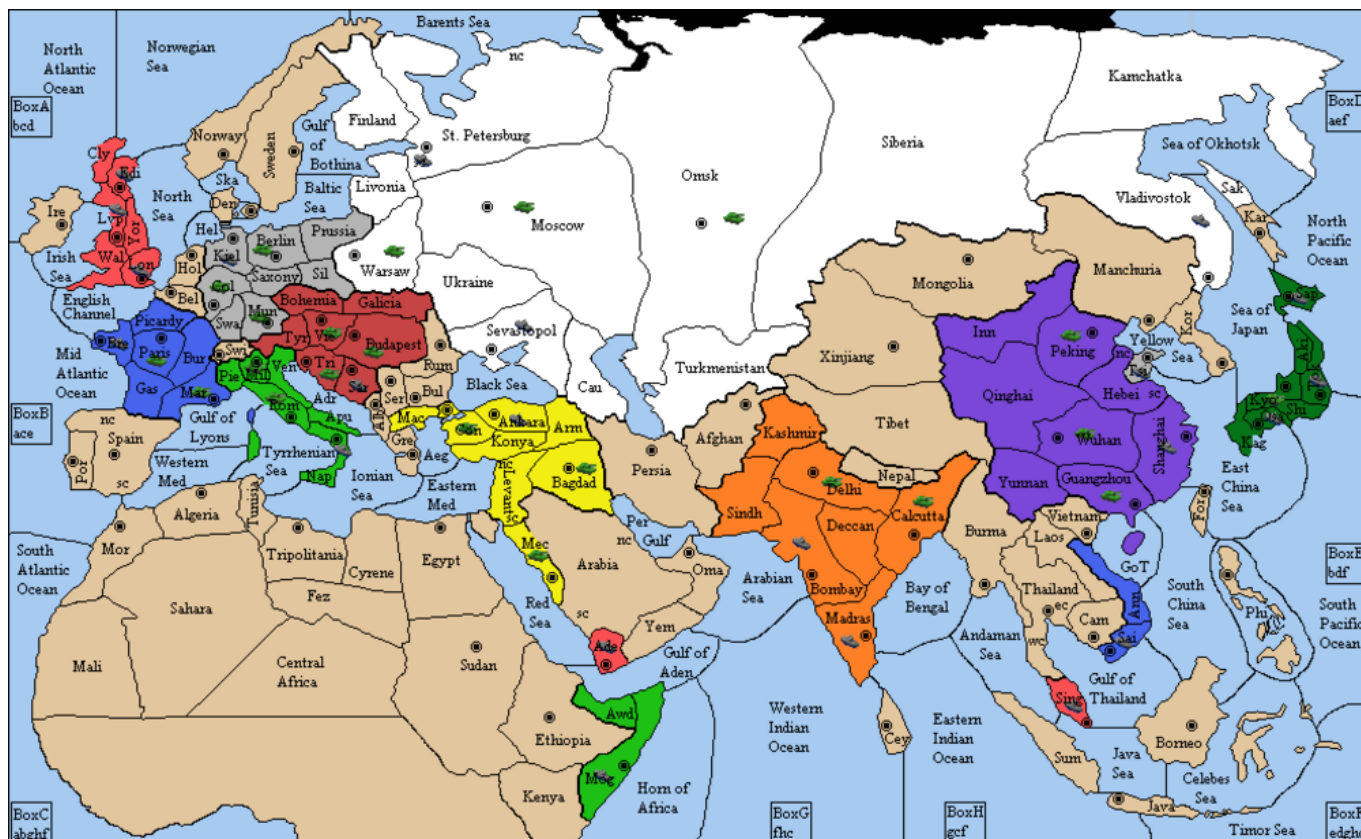 Barents Sea
North
Atlantic
Ocean
Norwegian
Sea
nc
Kamchatka
BoxA
bcd
Finland
Siberia
Cly
Edi
Norway
Sweden
Gulf
of
Bothina
St. Petersburg
Omsk
Sea of Okhotsk
Ska
Livonia
Vladivostok
Sak
Ire
Lvp
Yor
North
Sea
Den
Baltic
Sea
Moscow
Kar
North
Pacific
Ocean
Hel
Prussia
Berlin
Irish
Sea
Wal
Lon
Hol
Kiel
Warsaw
Mongolia
Manchuria
Saxony
Sil
Ukraine
English
Channel
Bel
Col
Bohemia
Galicia
Sap
Picardy
Swa
Mun
Sevastopol
Inn
Peking
Kor
Sea of
Japan
Bre
Paris
Bur
Swi
Tyr
Vie
Budapest
Xinjiang
Yellow
Sea
Aki
Mid
Atlantic
Ocean
Pie
Mil
Ven
Tri
Rum
Turkmenistan
nc
Tsi
Gas
Mar
Sar
Black Sea
Cau
Qinghai
Hebei
sc
Kyo
Adr
Ser
Bul
Shi
BoxB
ace
Gulf of
Lyons
Rom
Apu
Alb
Mac
Con
Ankara
Arm
Tibet
Kag
nc
Spain
sc
Por
Konya
Afghan
Kashmir
Wuhan
Shanghai
Tyrrhenian
Sea
Gre
Aeg
nc
Persia
Nepal
East
China
Sea
Western
Med
Nap
Ionian
Sea
Eastern
Med
Levant
sc
Bagdad
Delhi
Yunnan
Guangzhou
Algeria
Tunisia
Sindh
Calcutta
For
Mor
Per
Gulf
nc
Deccan
Burma
Vietnam
Laos
South
Atlantic
Ocean
Tripolitania
Egypt
Mec
Arabia
GoT
BoxE
bdf
Cyrene
Oma
Arabian
Sea
Bombay
Bay of
Bengal
Thailand
ec
Ann
South
China
Sea
Sahara
Fez
Red
Sea
sc
Yem
Madras
Cam
Sai
Phi
South
Pacific
Ocean
Mali
Central
Africa
Sudan
Ade
Gulf of
Aden
Andaman
Sea
wc
Gulf of
Thailand
Sing
Awd
Western
Indian
Ocean
Cey
Eastern
Indian
Ocean
Ethiopia
Borneo
Mog
Sum
Java
Sea
Kenya
Horn of
Africa
Celebes
Sea
Java
Timor Sea
BoxC
abghf
BoxG
fhc
BoxH
gcf